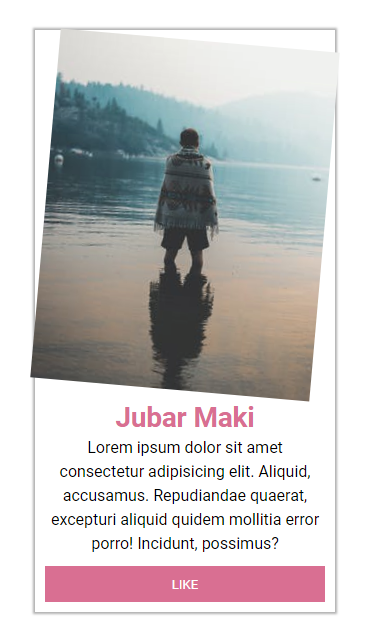 Jubar Maki
Lorem ipsum dolor sit amet
consectetur adipisicing elit. Aliquid,
accusamus. Repudiandae quaerat,
excepturi aliquid quidem mollitia error
porro! Incidunt, possimus?
LIKE